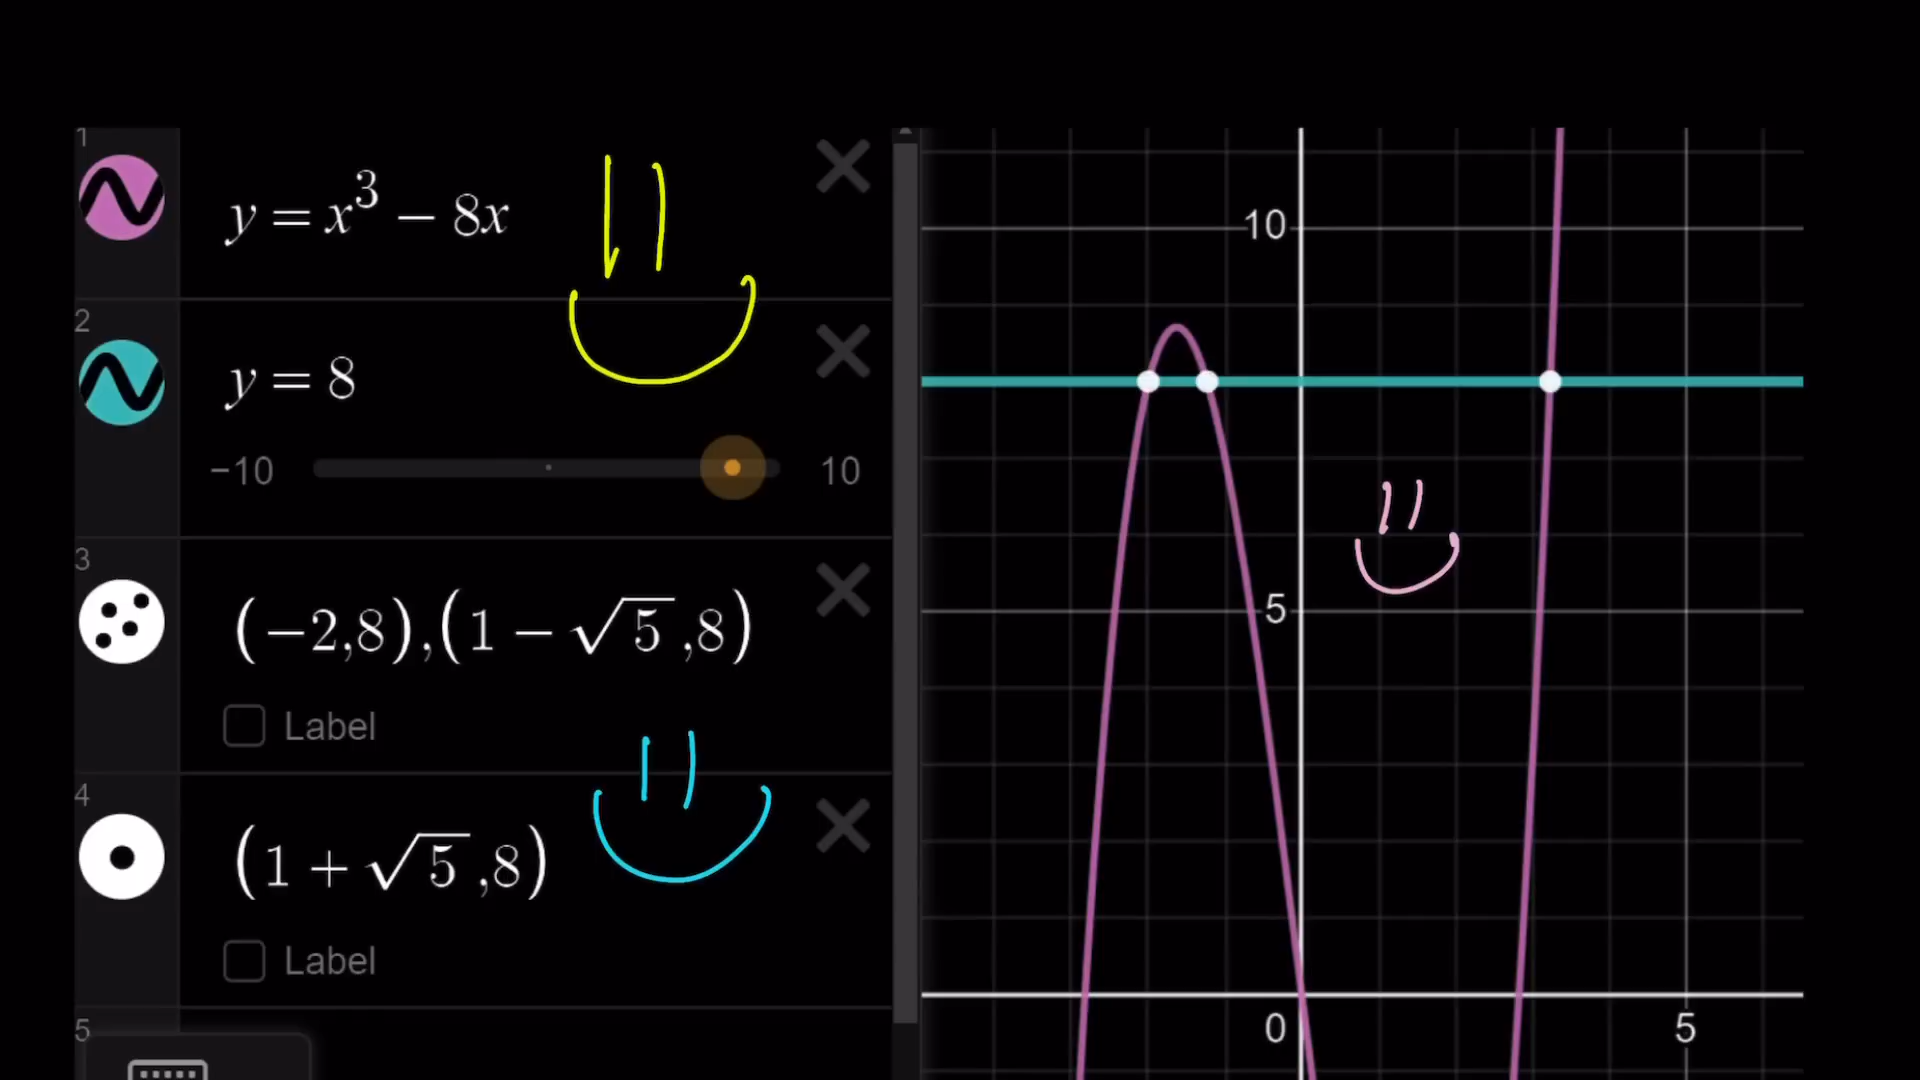 1
y = x³ − 8x
2
y = 8
−10
10
3
(−2,8),(1 − √5,8)
Label
4
(1 + √5,8)
Label
5
10
5
0
5